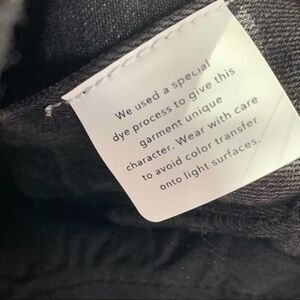 We used a special
dye process to give this
garment unique
character. Wear with care
to avoid color transfer
onto light surfaces.